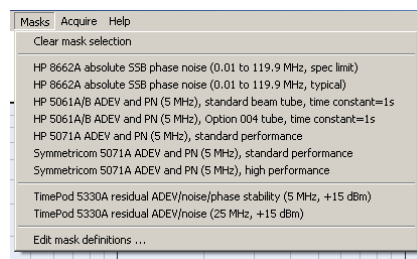 Masks Acquire Help
Clear mask selection
HP 8662A absolute SSB phase noise (0.01 to 119.9 MHz, spec limit)
HP 8662A absolute SSB phase noise (0.01 to 119.9 MHz, typical)
HP 5061A/B ADEV and PN (5 MHz), standard beam tube, time constant=1s
HP 5061A/B ADEV and PN (5 MHz), Option 004 tube, time constant=1s
HP 5071A ADEV and PN (5 MHz), standard performance
Symmetricom 5071A ADEV and PN (5 MHz), standard performance
Symmetricom 5071A ADEV and PN (5 MHz), high performance
TimePod 5330A residual ADEV/noise/phase stability (5 MHz, +15 dBm)
TimePod 5330A residual ADEV/noise (25 MHz, +15 dBm)
Edit mask definitions ...